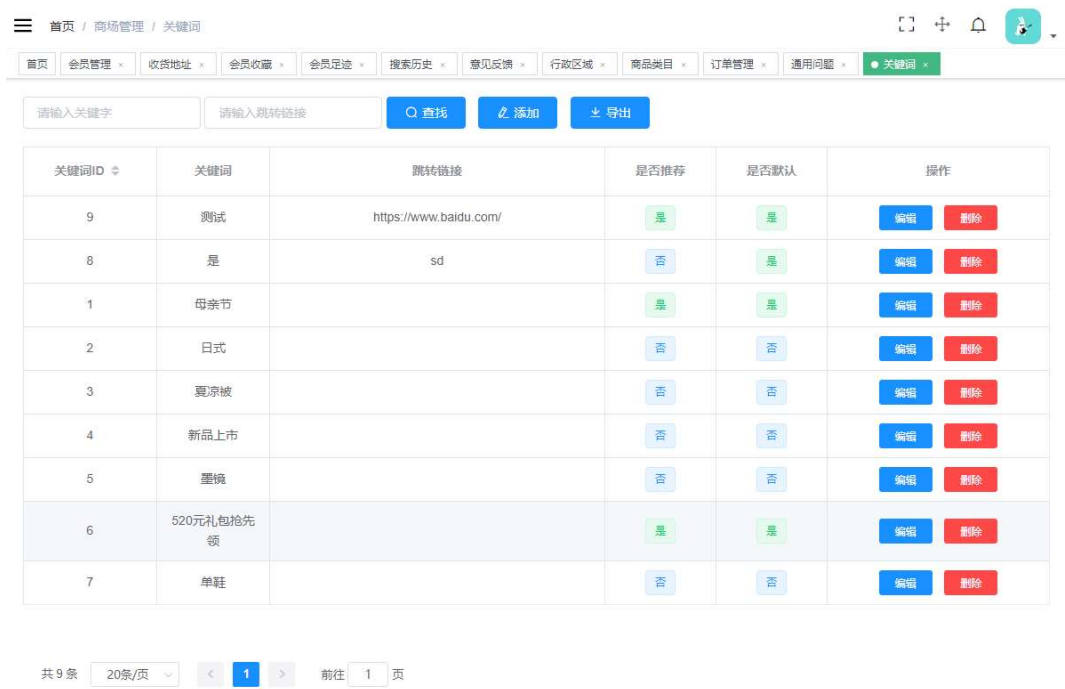 首页 / 商场管理 / 关键词
首页 会员管理 × 收货地址 × 会员收藏 × 会员足迹 × 搜索历史 × 意见反馈 × 行政区域 × 商品类目 × 订单管理 × 通用问题 × 关键词 ×
请输入关键字 请输入跳转链接 查找 添加 导出
关键词ID 关键词 跳转链接 是否推荐 是否默认 操作
9 测试 https://www.baidu.com/ 是 是 编辑 删除
8 是 sd 否 是 编辑 删除
1 母亲节 是 是 编辑 删除
2 日式 否 否 编辑 删除
3 夏凉被 否 否 编辑 删除
4 新品上市 否 否 编辑 删除
5 墨镜 否 否 编辑 删除
520元礼包抢先
6 是 是 编辑 删除
领
7 单鞋 否 否 编辑 删除
共 9 条 20条/页 < 1 > 前往 1 页